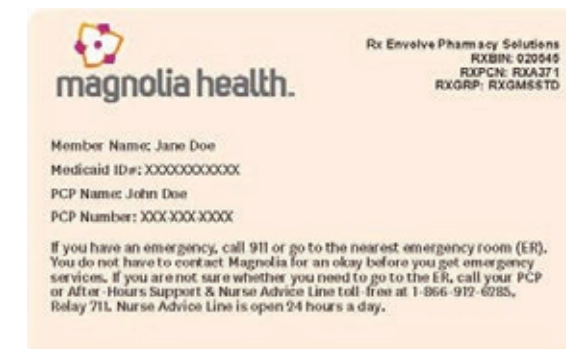 magnolia health.
Rx Envolve Pharmacy Solutions
RXBIN: 020545
RXPCN: RXA371
RXGRP: RXGMSSTD
Member Name: Jane Doe
Medicaid ID#: XXXXXXXXXXX
PCP Name: John Doe
PCP Number: XXX-XXX-XXXX
If you have an emergency, call 911 or go to the nearest emergency room (ER).
You do not have to contact Magnolia for an okay before you get emergency
services. If you are not sure whether you need to go to the ER, call your PCP
or After-Hours Support & Nurse Advice Line toll-free at 1-866-912-6285,
Relay 711. Nurse Advice Line is open 24 hours a day.